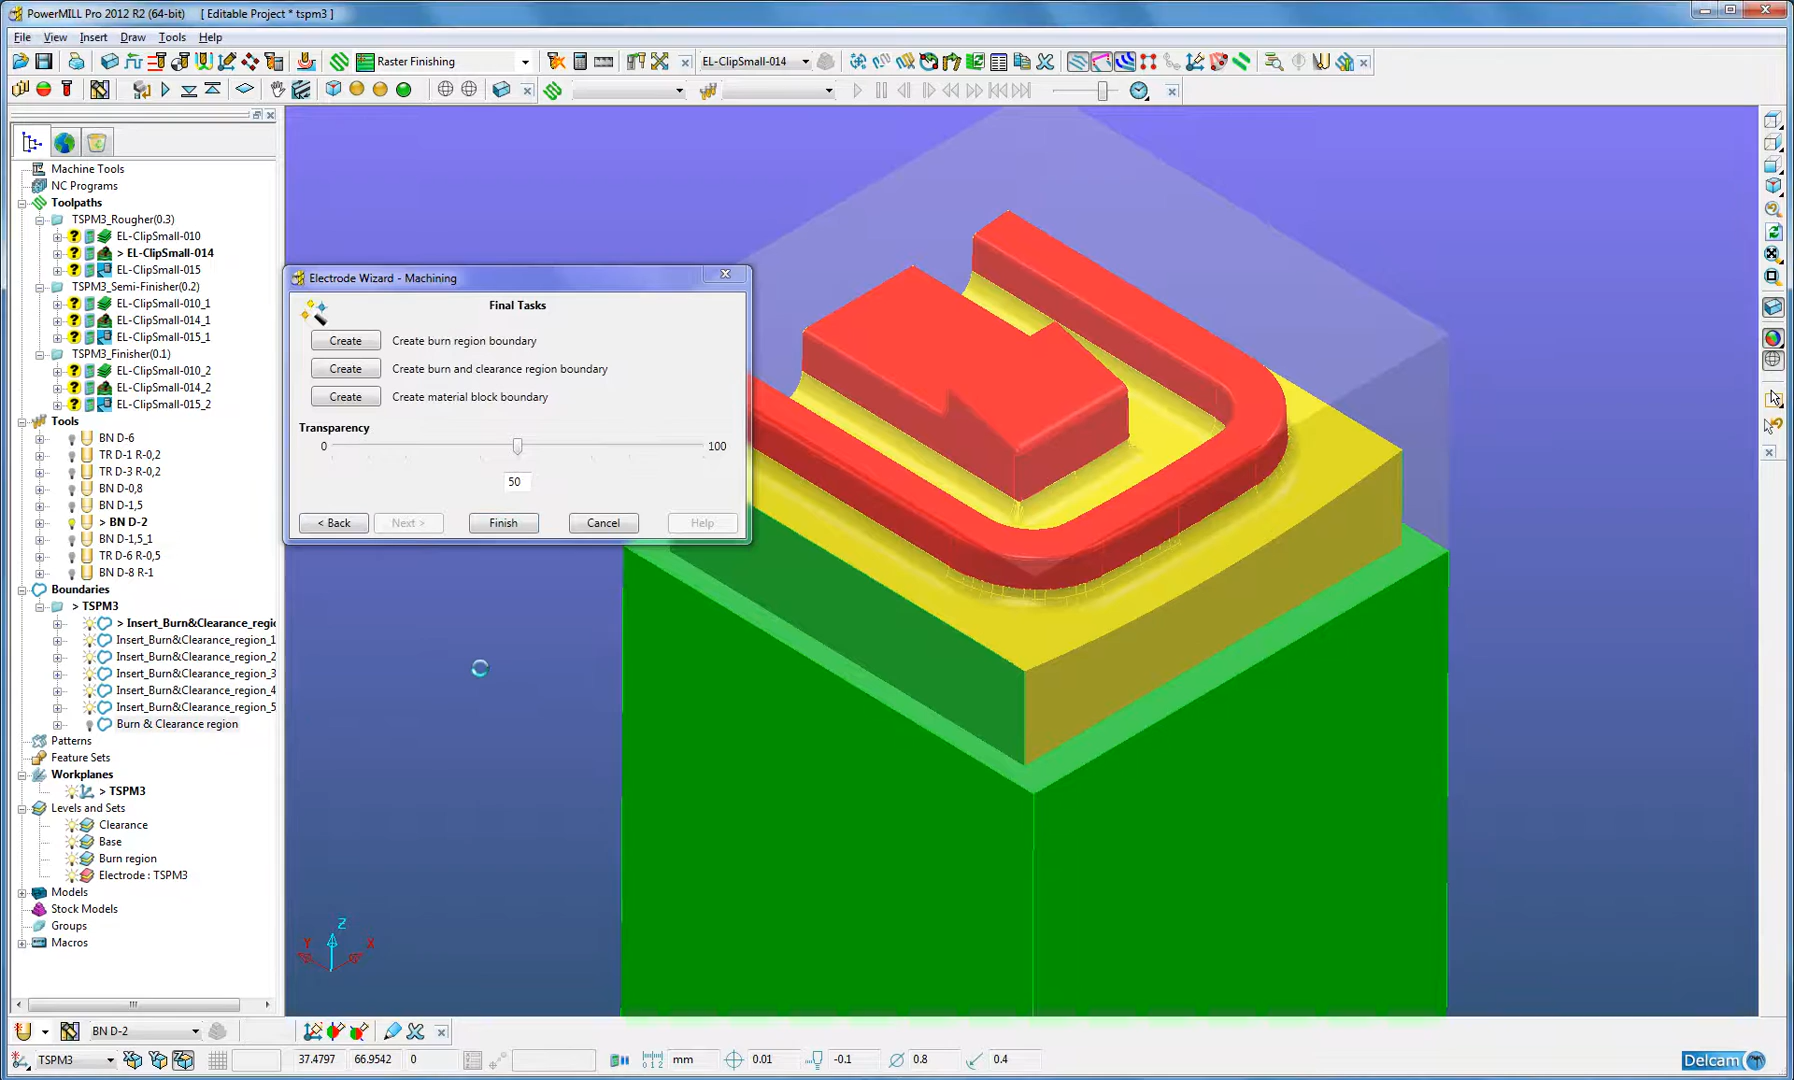 PowerMILL Pro 2012 R2 (64-bit) [ Editable Project * tspm3 ]
File View Insert Draw Tools Help
Raster Finishing
EL-ClipSmall-014
Machine Tools
NC Programs
Toolpaths
TSPM3_Rougher(0.3)
EL-ClipSmall-010
> EL-ClipSmall-014
EL-ClipSmall-015
TSPM3_Semi-Finisher(0.2)
EL-ClipSmall-010_1
EL-ClipSmall-014_1
EL-ClipSmall-015_1
TSPM3_Finisher(0.1)
EL-ClipSmall-010_2
EL-ClipSmall-014_2
EL-ClipSmall-015_2
Tools
BN D-6
TR D-1 R-0,2
TR D-3 R-0,2
BN D-0,8
BN D-1,5
> BN D-2
BN D-1,5_1
TR D-6 R-0,5
BN D-8 R-1
Boundaries
> TSPM3
> Insert_Burn&Clearance_regio
Insert_Burn&Clearance_region_1
Insert_Burn&Clearance_region_2
Insert_Burn&Clearance_region_3
Insert_Burn&Clearance_region_4
Insert_Burn&Clearance_region_5
Burn & Clearance region
Patterns
Feature Sets
Workplanes
> TSPM3
Levels and Sets
Clearance
Base
Burn region
Electrode : TSPM3
Models
Stock Models
Groups
Macros
Electrode Wizard - Machining
Final Tasks
Create Create burn region boundary
Create Create burn and clearance region boundary
Create Create material block boundary
Transparency
0 100
50
< Back Next > Finish Cancel Help
Z
Y X
BN D-2
TSPM3 37.4797 66.9542 0 mm 0.01 -0.1 0.8 0.4
Delcam